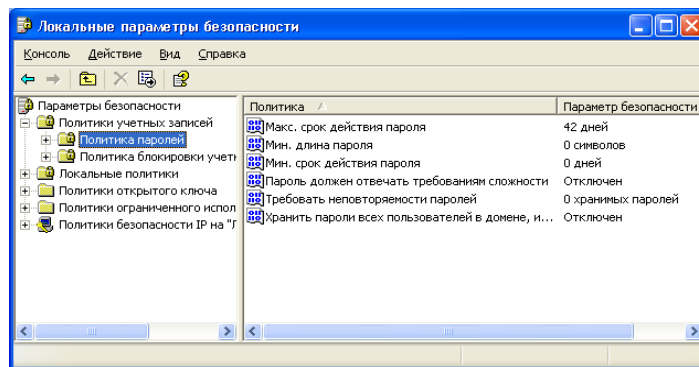 Локальные параметры безопасности
Консоль Действие Вид Справка
Параметры безопасности
Политики учетных записей
Политика паролей
Политика блокировки учетн
Локальные политики
Политики открытого ключа
Политики ограниченного испол
Политики безопасности IP на "Л
Политика Параметр безопасности
Макс. срок действия пароля 42 дней
Мин. длина пароля 0 символов
Мин. срок действия пароля 0 дней
Пароль должен отвечать требованиям сложности Отключен
Требовать неповторяемости паролей 0 хранимых паролей
Хранить пароли всех пользователей в домене, и... Отключен